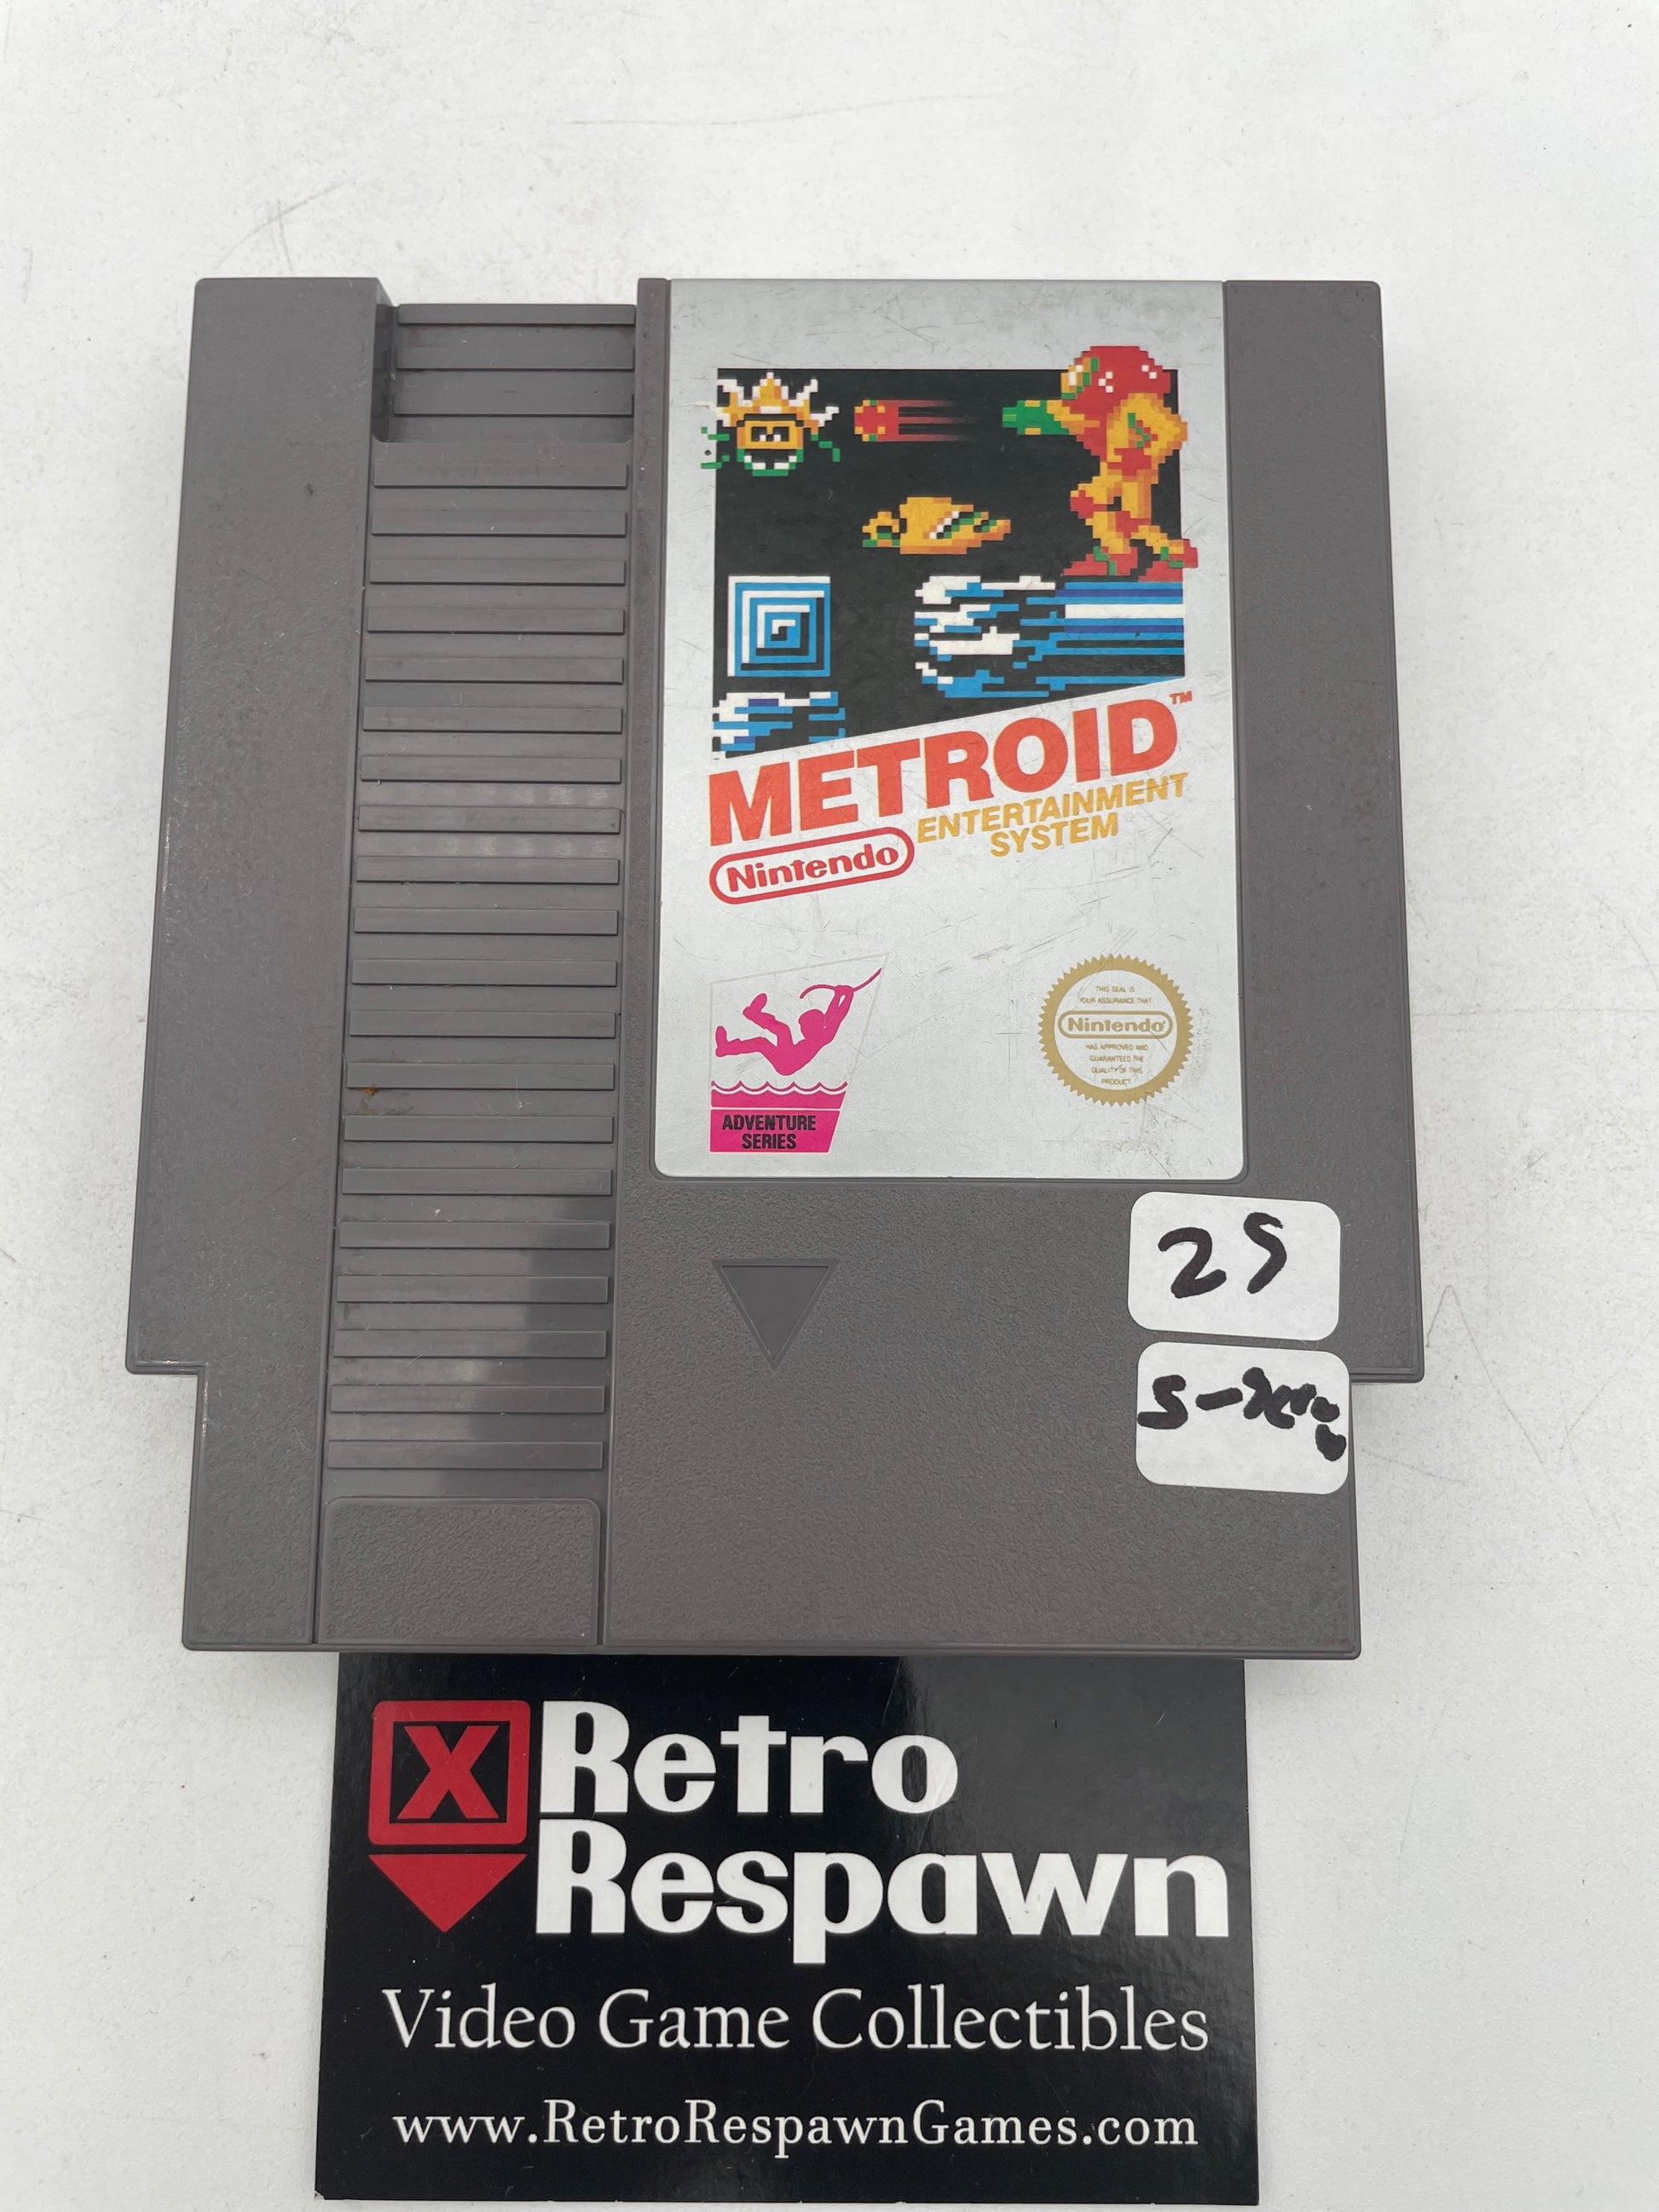 METROID™
Nintendo ENTERTAINMENT
SYSTEM
THIS SEAL IS
YOUR ASSURANCE THAT
Nintendo®
HAS APPROVED AND
GUARANTEED THE
QUALITY OF THIS
PRODUCT.
ADVENTURE
SERIES
25
X Retro
Respawn
Video Game Collectibles
www.RetroRespawnGames.com